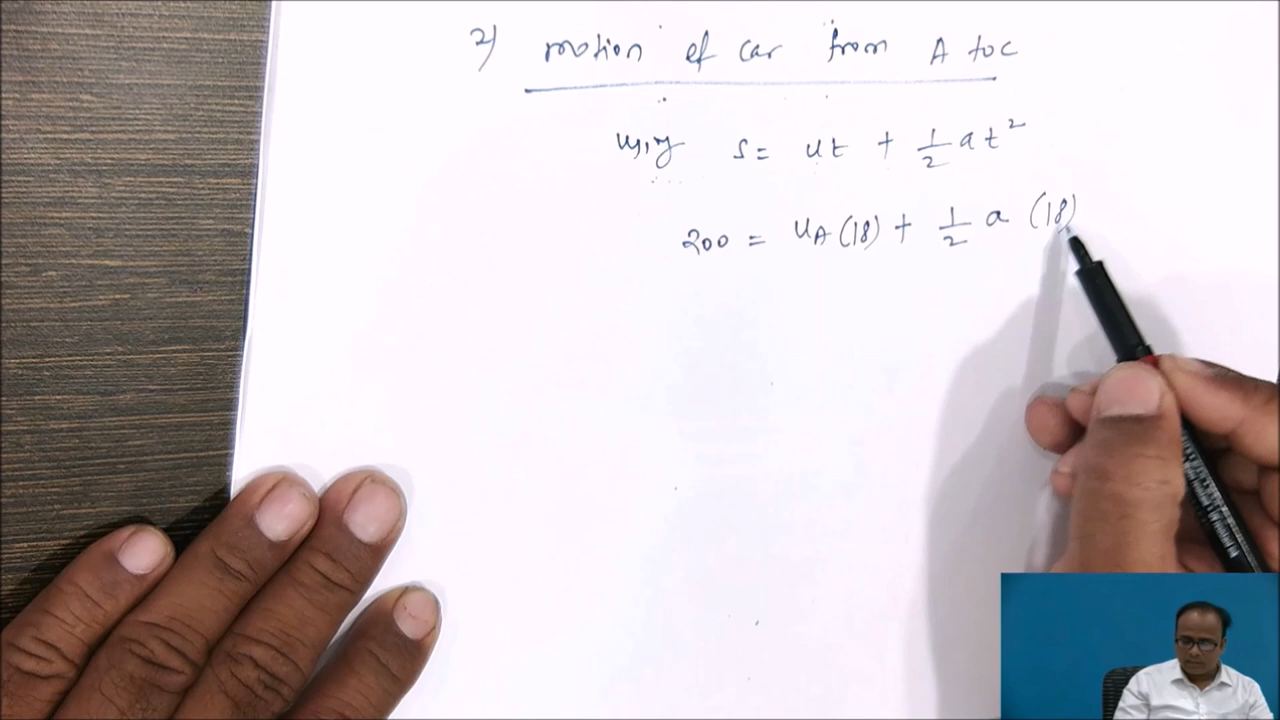 2) motion of car from A to C
Using S = ut + 1/2 at²
200 = uA (18) + 1/2 a (18)